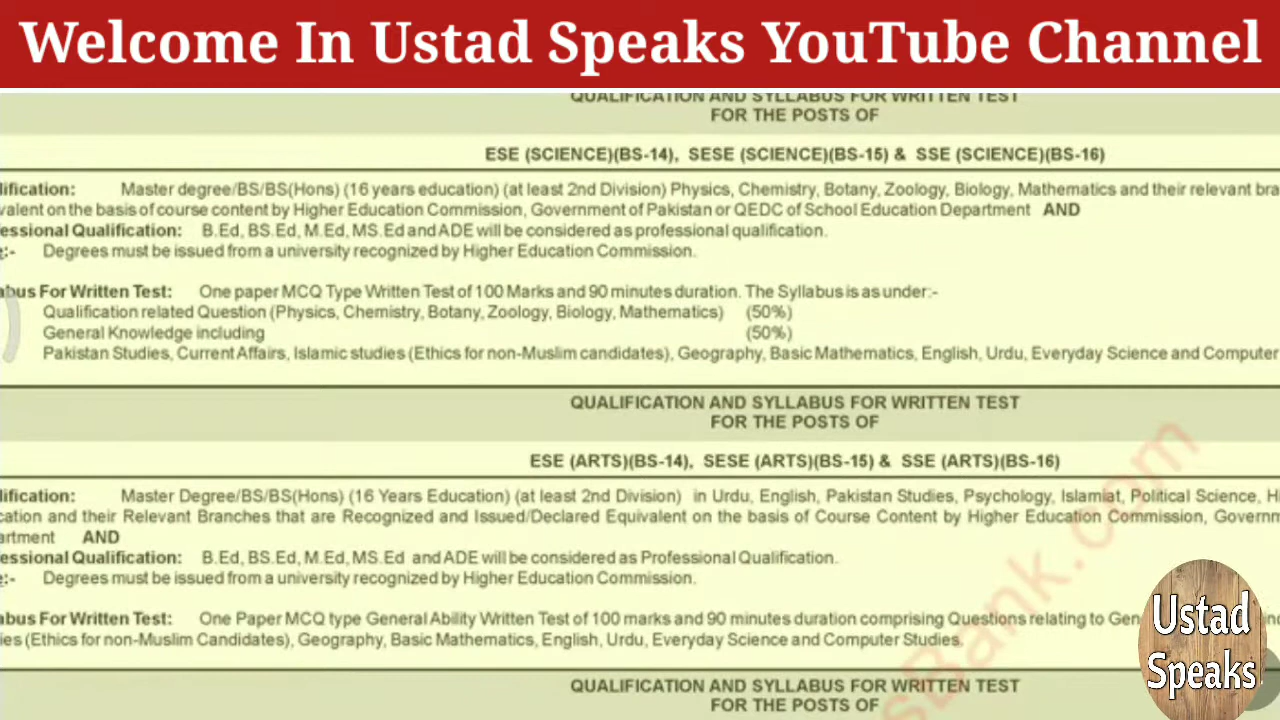 Welcome In Ustad Speaks YouTube Channel
QUALIFICATION AND SYLLABUS FOR WRITTEN TEST
FOR THE POSTS OF
ESE (SCIENCE)(BS-14), SESE (SCIENCE)(BS-15) & SSE (SCIENCE)(BS-16)
lification: Master degree/BS/BS(Hons) (16 years education) (at least 2nd Division) Physics, Chemistry, Botany, Zoology, Biology, Mathematics and their relevant bra
valent on the basis of course content by Higher Education Commission, Government of Pakistan or QEDC of School Education Department AND
essional Qualification: B.Ed, BS.Ed, M.Ed, MS.Ed and ADE will be considered as professional qualification.
:- Degrees must be issued from a university recognized by Higher Education Commission.
abus For Written Test: One paper MCQ Type Written Test of 100 Marks and 90 minutes duration. The Syllabus is as under:-
Qualification related Question (Physics, Chemistry, Botany, Zoology, Biology, Mathematics) (50%)
General Knowledge including (50%)
Pakistan Studies, Current Affairs, Islamic studies (Ethics for non-Muslim candidates), Geography, Basic Mathematics, English, Urdu, Everyday Science and Computer
QUALIFICATION AND SYLLABUS FOR WRITTEN TEST
FOR THE POSTS OF
ESE (ARTS)(BS-14), SESE (ARTS)(BS-15) & SSE (ARTS)(BS-16)
lification: Master Degree/BS/BS(Hons) (16 Years Education) (at least 2nd Division) in Urdu, English, Pakistan Studies, Psychology, Islamiat, Political Science, Hi
cation and their Relevant Branches that are Recognized and Issued/Declared Equivalent on the basis of Course Content by Higher Education Commission, Governm
artment AND
essional Qualification: B.Ed, BS.Ed, M.Ed, MS.Ed and ADE will be considered as Professional Qualification.
:- Degrees must be issued from a university recognized by Higher Education Commission.
abus For Written Test: One Paper MCQ type General Ability Written Test of 100 marks and 90 minutes duration comprising Questions relating to Gen
ies (Ethics for non-Muslim Candidates), Geography, Basic Mathematics, English, Urdu, Everyday Science and Computer Studies.
QUALIFICATION AND SYLLABUS FOR WRITTEN TEST
FOR THE POSTS OF
sBank.com
Ustad
Speaks